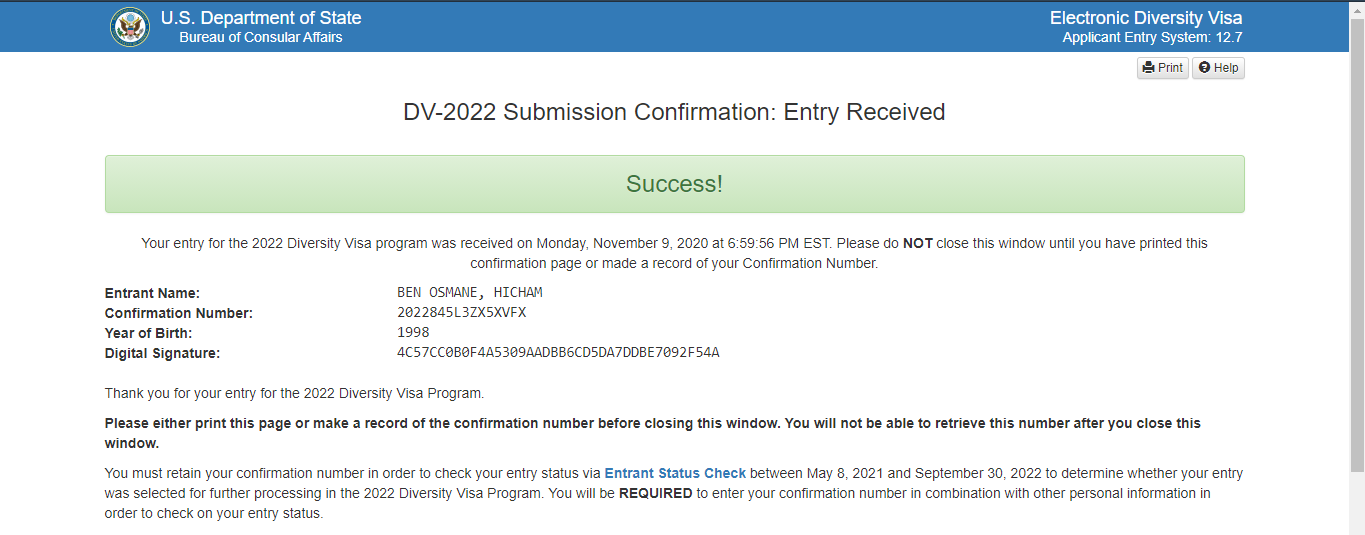 U.S. Department of State
Bureau of Consular Affairs
Electronic Diversity Visa
Applicant Entry System: 12.7
Print Help
DV-2022 Submission Confirmation: Entry Received
Success!
Your entry for the 2022 Diversity Visa program was received on Monday, November 9, 2020 at 6:59:56 PM EST. Please do NOT close this window until you have printed this
confirmation page or made a record of your Confirmation Number.
Entrant Name: BEN OSMANE, HICHAM
Confirmation Number: 2022845L3ZX5XVFX
Year of Birth: 1998
Digital Signature: 4C57CC0B0F4A5309AADBB6CD5DA7DDBE7092F54A
Thank you for your entry for the 2022 Diversity Visa Program.
Please either print this page or make a record of the confirmation number before closing this window. You will not be able to retrieve this number after you close this
window.
You must retain your confirmation number in order to check your entry status via Entrant Status Check between May 8, 2021 and September 30, 2022 to determine whether your entry
was selected for further processing in the 2022 Diversity Visa Program. You will be REQUIRED to enter your confirmation number in combination with other personal information in
order to check on your entry status.